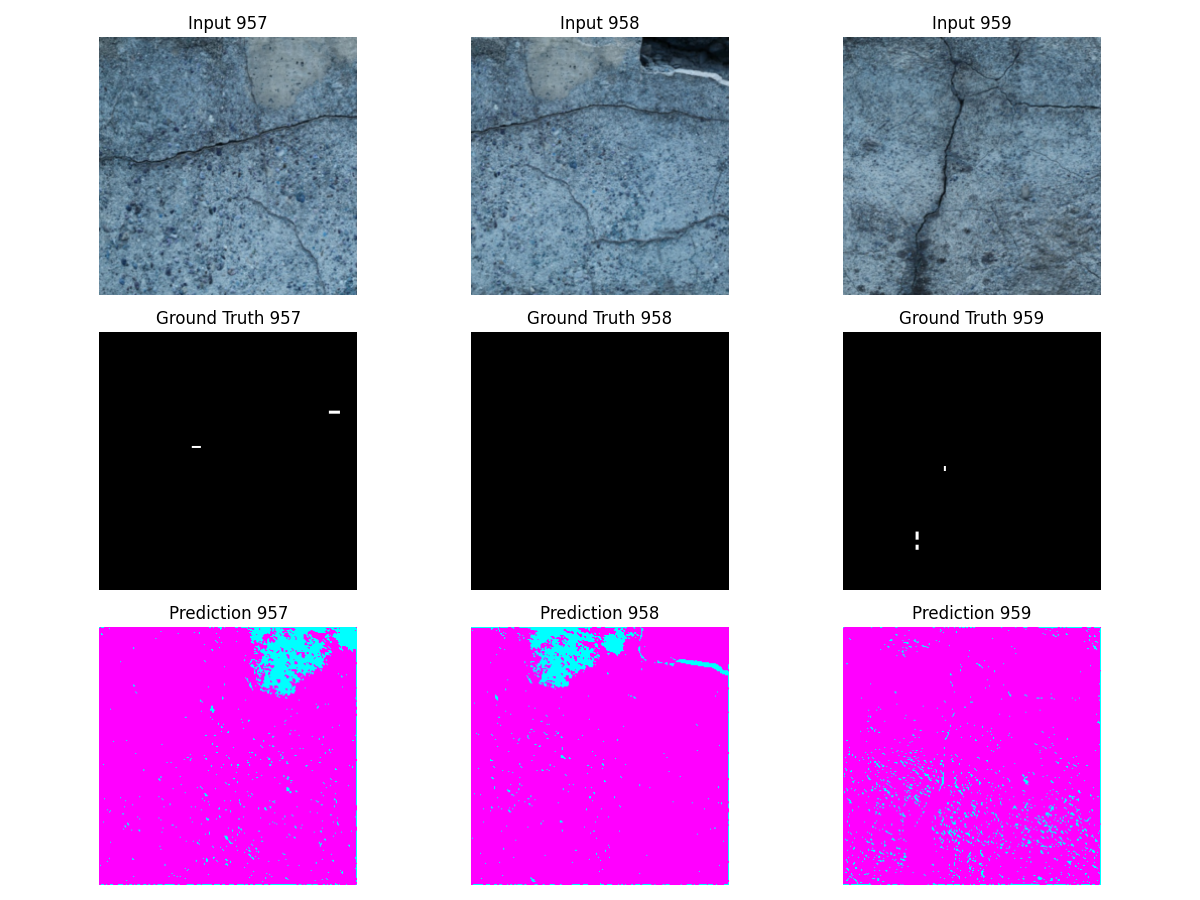 Input 957
Input 958
Input 959
Ground Truth 957
Ground Truth 958
Ground Truth 959
Prediction 957
Prediction 958
Prediction 959